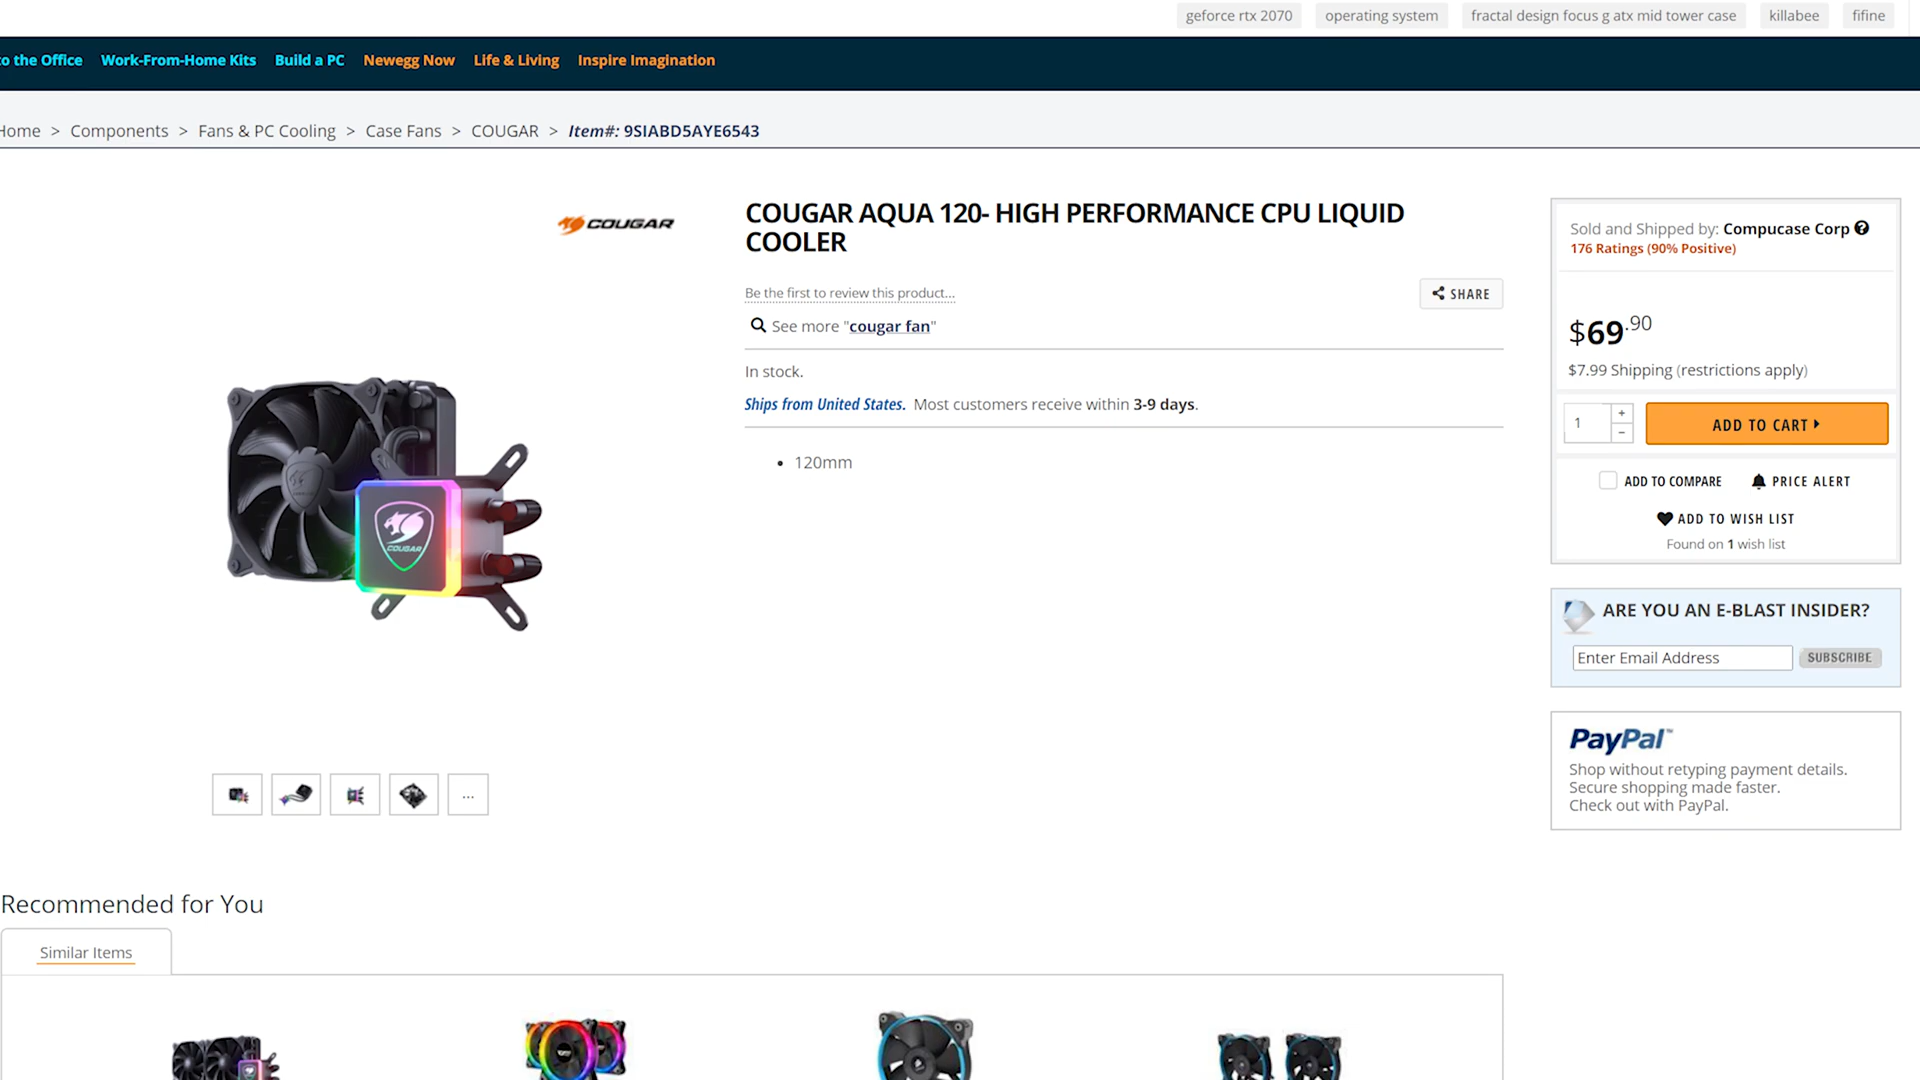 geforce rtx 2070 operating system fractal design focus g atx mid tower case killabee fifine
to the Office Work-From-Home Kits Build a PC Newegg Now Life & Living Inspire Imagination
Home > Components > Fans & PC Cooling > Case Fans > COUGAR > Item#: 9SIABD5AYE6543
COUGAR
COUGAR AQUA 120- HIGH PERFORMANCE CPU LIQUID
COOLER
Be the first to review this product...
SHARE
See more "cougar fan"
In stock.
Ships from United States. Most customers receive within 3-9 days.
• 120mm
COUGAR
Sold and Shipped by: Compucase Corp ?
176 Ratings (90% Positive)
$69.90
$7.99 Shipping (restrictions apply)
1 + −
ADD TO CART
ADD TO COMPARE PRICE ALERT
ADD TO WISH LIST
Found on 1 wish list
ARE YOU AN E-BLAST INSIDER?
Enter Email Address SUBSCRIBE
PayPal™
Shop without retyping payment details.
Secure shopping made faster.
Check out with PayPal.
...
Recommended for You
Similar Items